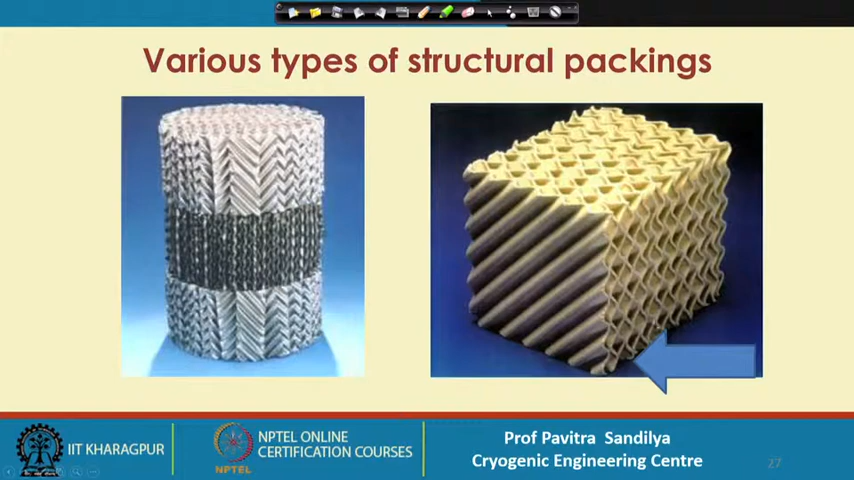 Various types of structural packings
IIT KHARAGPUR
NPTEL
NPTEL ONLINE
CERTIFICATION COURSES
Prof Pavitra Sandilya
Cryogenic Engineering Centre
27